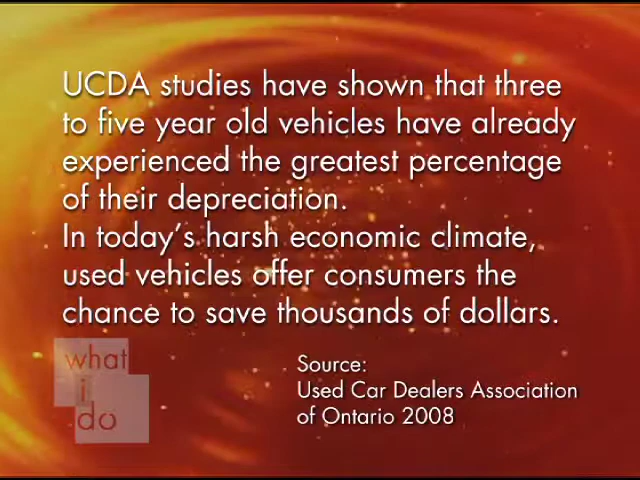 UCDA studies have shown that three
to five year old vehicles have already
experienced the greatest percentage
of their depreciation.
In today's harsh economic climate,
used vehicles offer consumers the
chance to save thousands of dollars.
what
i
do
Source:
Used Car Dealers Association
of Ontario 2008